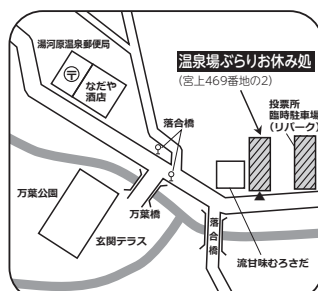 湯河原温泉郵便局
〒
なだや
酒店
温泉場ぶらりお休み処
(宮上469番地の2)
投票所
臨時駐車場
(リパーク)
落合橋
万葉公園
万葉橋
玄関テラス
落合橋
流甘味むろさだ